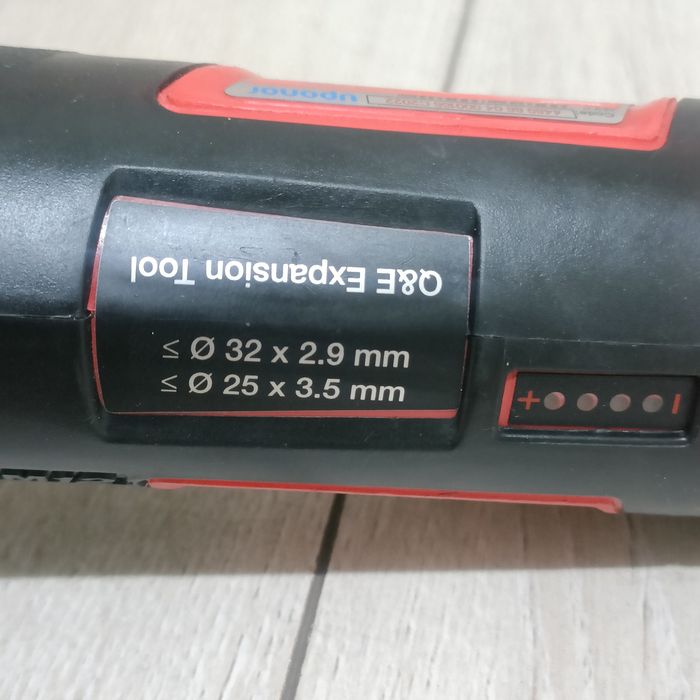 uponor
Q&E Expansion Tool
≤ Ø 32 x 2.9 mm
≤ Ø 25 x 3.5 mm
+ -